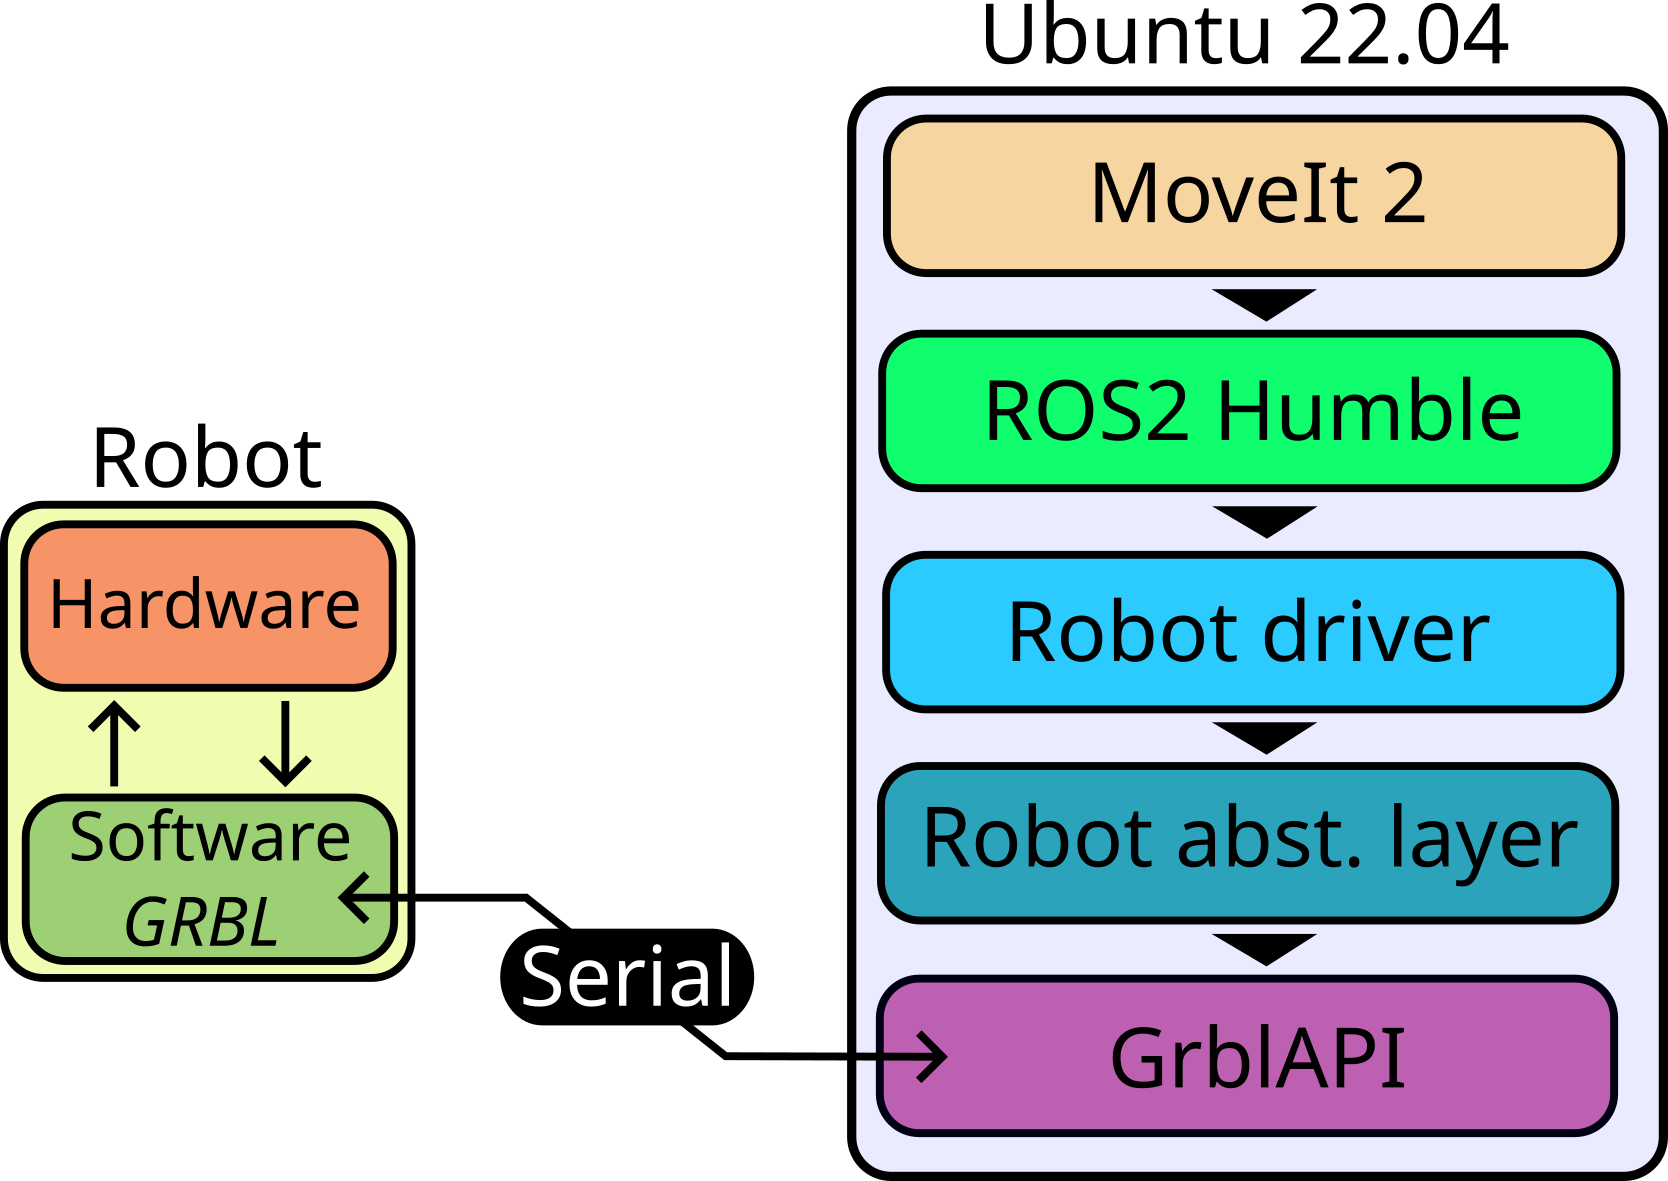 Ubuntu 22.04
MoveIt 2
ROS2 Humble
Robot driver
Robot abst. layer
GrblAPI
Robot
Hardware
Software
GRBL
Serial